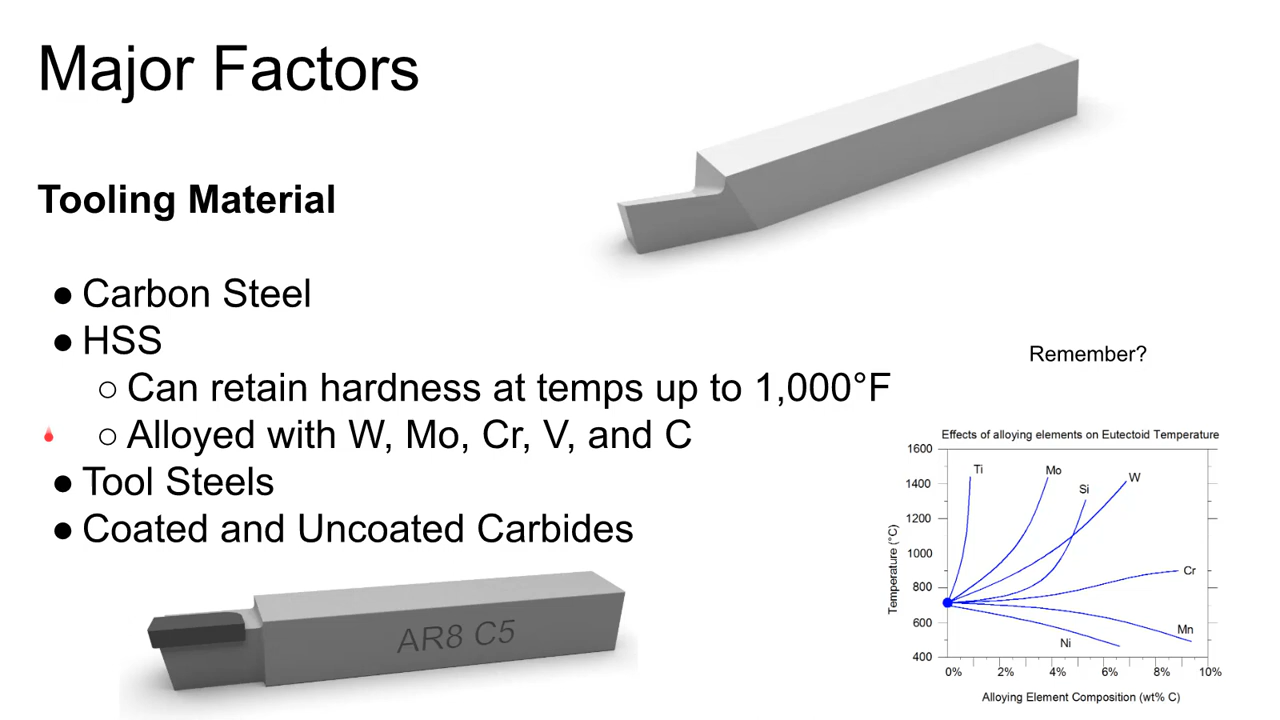 Major Factors
Tooling Material
● Carbon Steel
● HSS
○ Can retain hardness at temps up to 1,000°F
○ Alloyed with W, Mo, Cr, V, and C
● Tool Steels
● Coated and Uncoated Carbides
AR8 C5
Remember?
Effects of alloying elements on Eutectoid Temperature
1600
1400
1200
1000
800
600
400
Temperature (°C)
Ti
Mo
Si
W
Cr
Mn
Ni
0% 2% 4% 6% 8% 10%
Alloying Element Composition (wt% C)